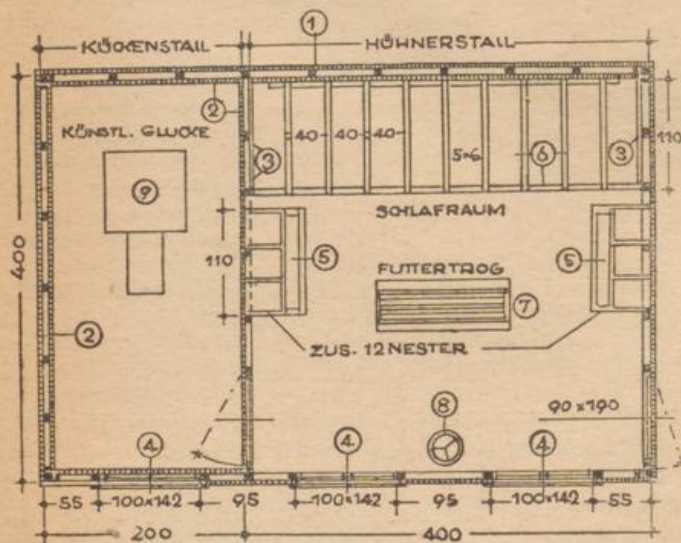 KÜCKENSTALL ① HÜHNERSTALL
②
KÜNSTL. GLUCKE
③ 40 40 40 5×6 ⑥ ③ 110
⑨
SCHLAFRAUM
400
110 ⑤ ⑤
FUTTERTROG
⑦
②
ZUS. 12 NESTER
⑧ 90×190
④ ④ ④
55 100×142 95 100×142 95 100×142 55
200 400